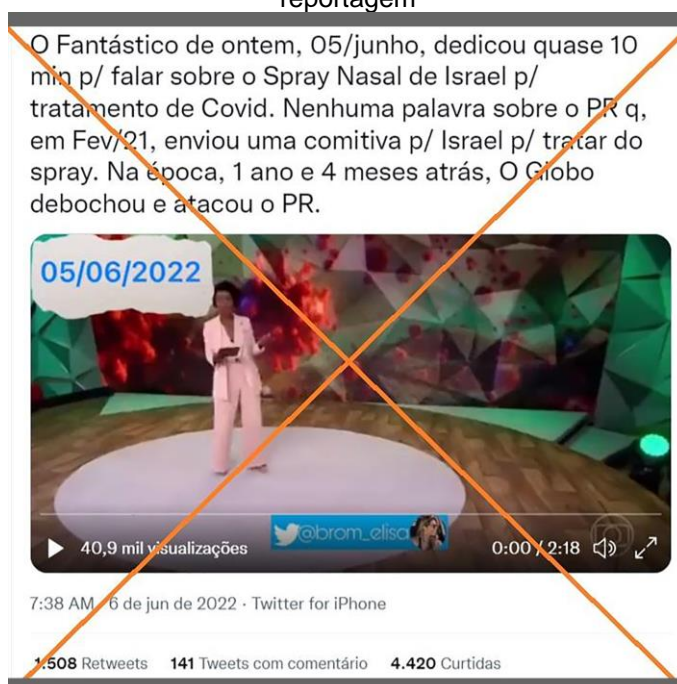 reportagem
O Fantástico de ontem, 05/junho, dedicou quase 10
min p/ falar sobre o Spray Nasal de Israel p/
tratamento de Covid. Nenhuma palavra sobre o PR q,
em Fev/21, enviou uma comitiva p/ Israel p/ tratar do
spray. Na época, 1 ano e 4 meses atrás, O Globo
debochou e atacou o PR.
05/06/2022
@brom_elisa
40,9 mil visualizações
0:00 / 2:18
7:38 AM · 6 de jun de 2022 · Twitter for iPhone
1.508 Retweets 141 Tweets com comentário 4.420 Curtidas